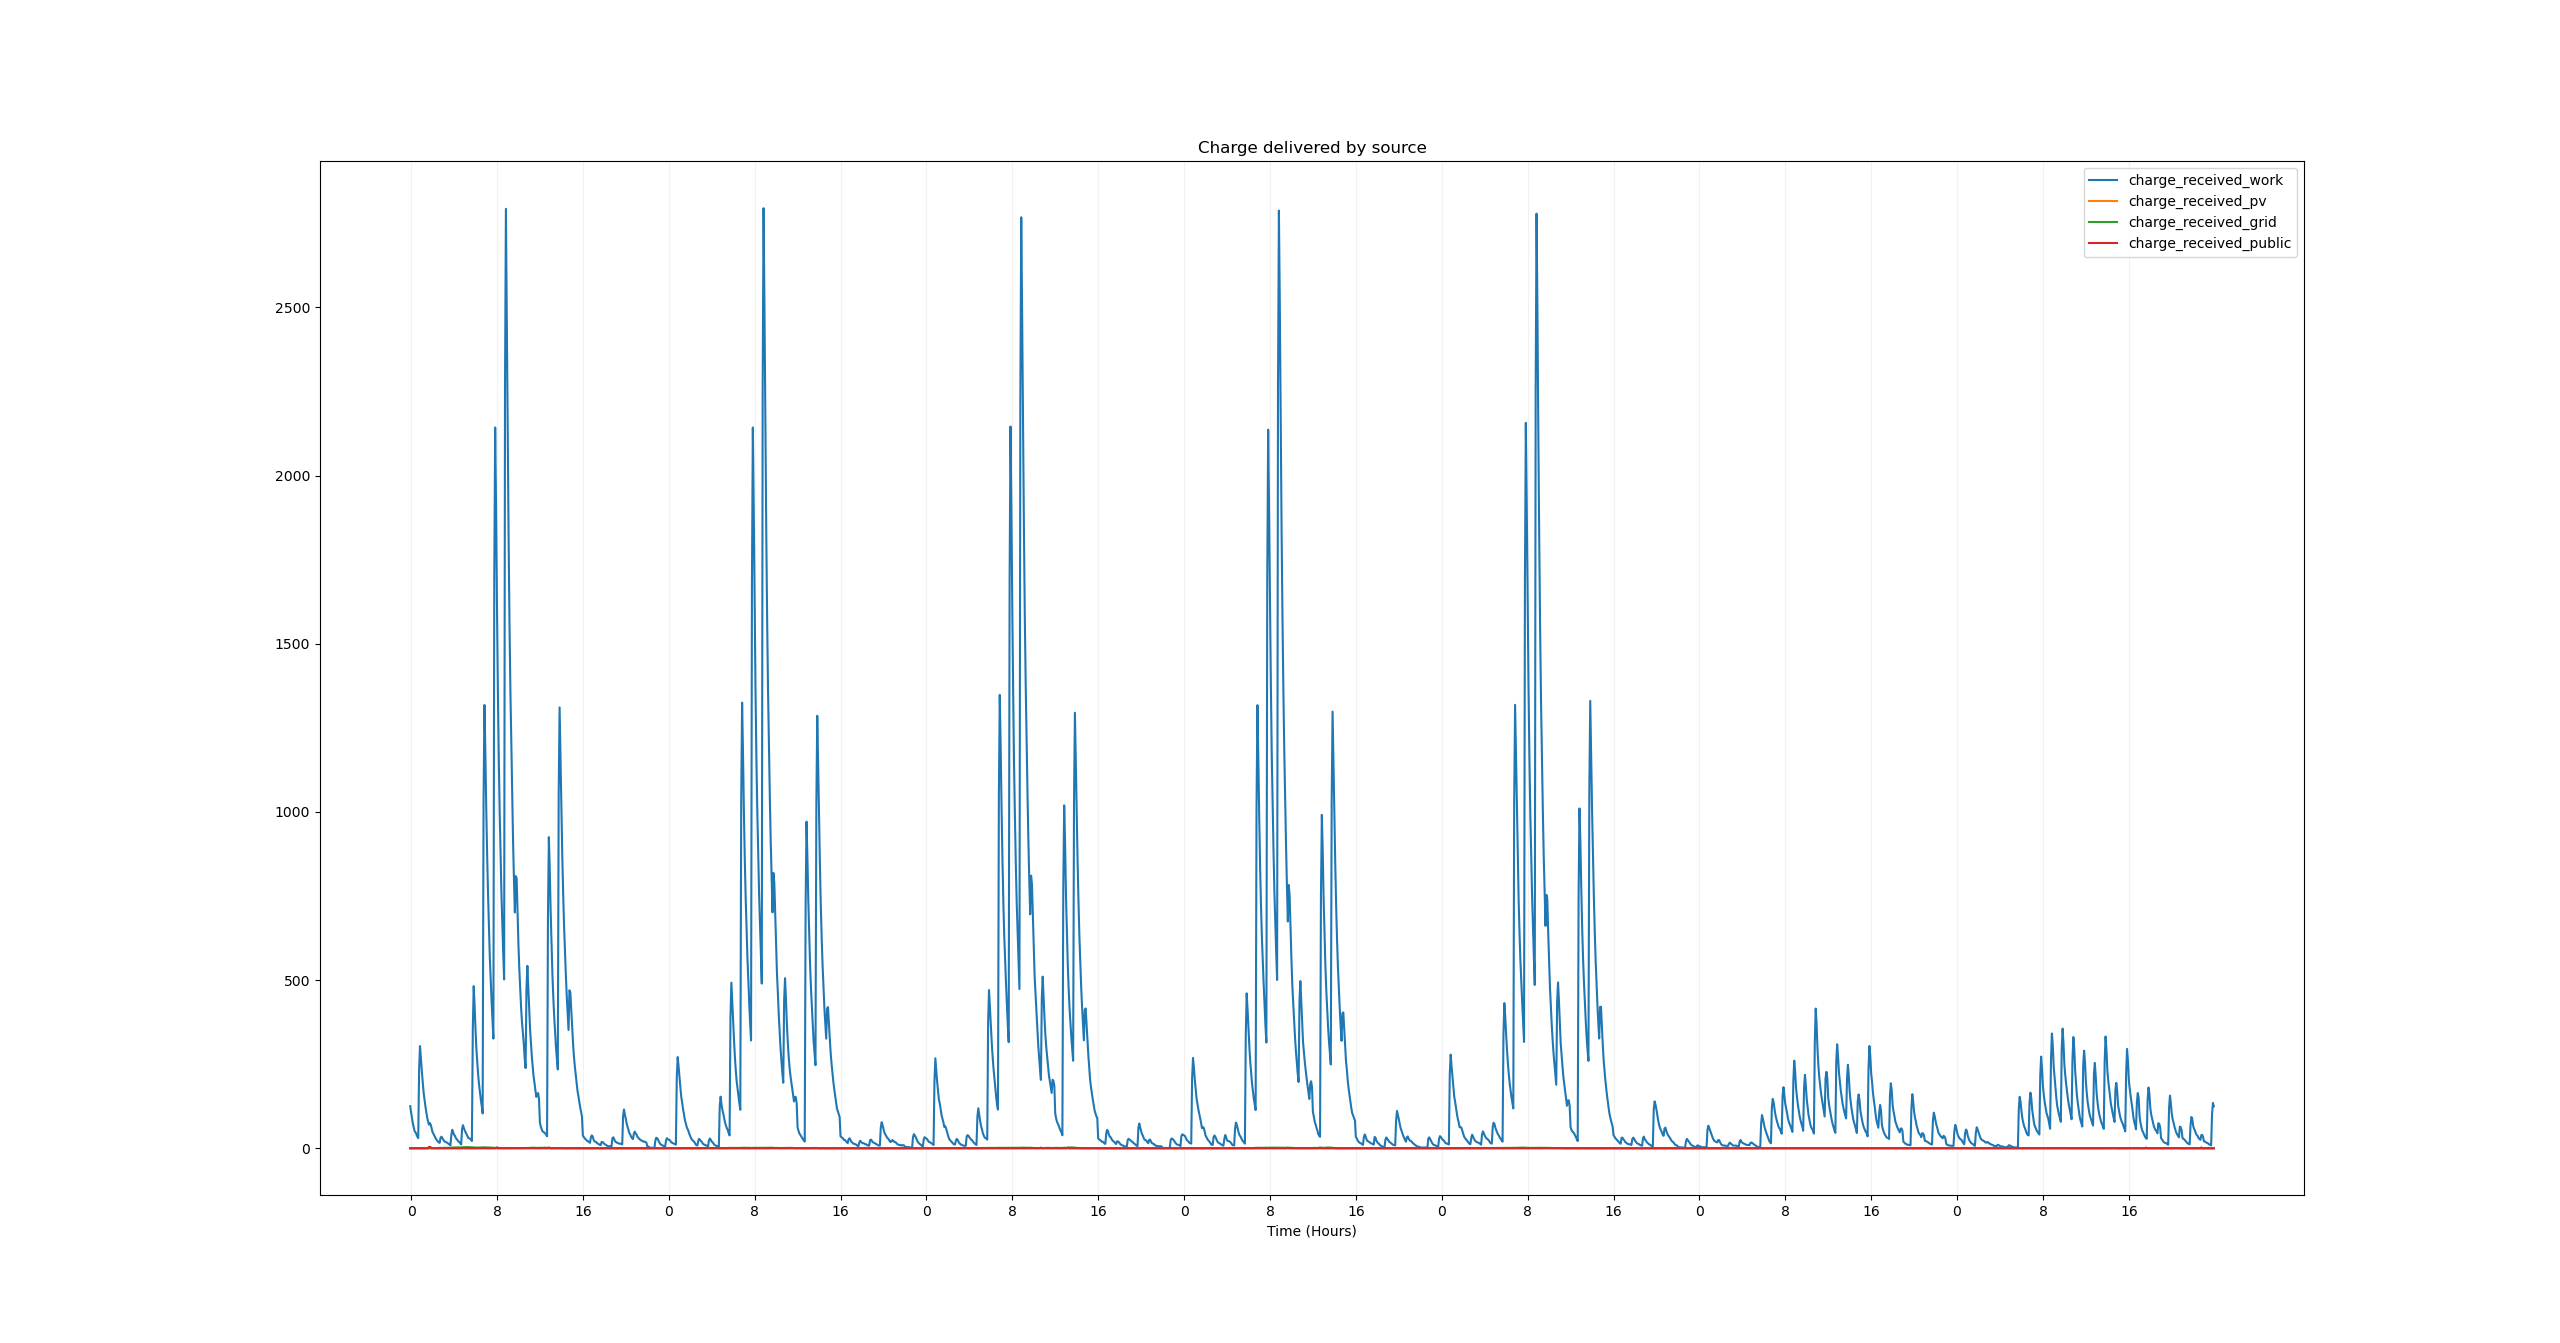 Charge delivered by source
charge_received_work
charge_received_pv
charge_received_grid
charge_received_public
2500
2000
1500
1000
500
0
0 8 16 0 8 16 0 8 16 0 8 16 0 8 16 0 8 16 0 8 16
Time (Hours)